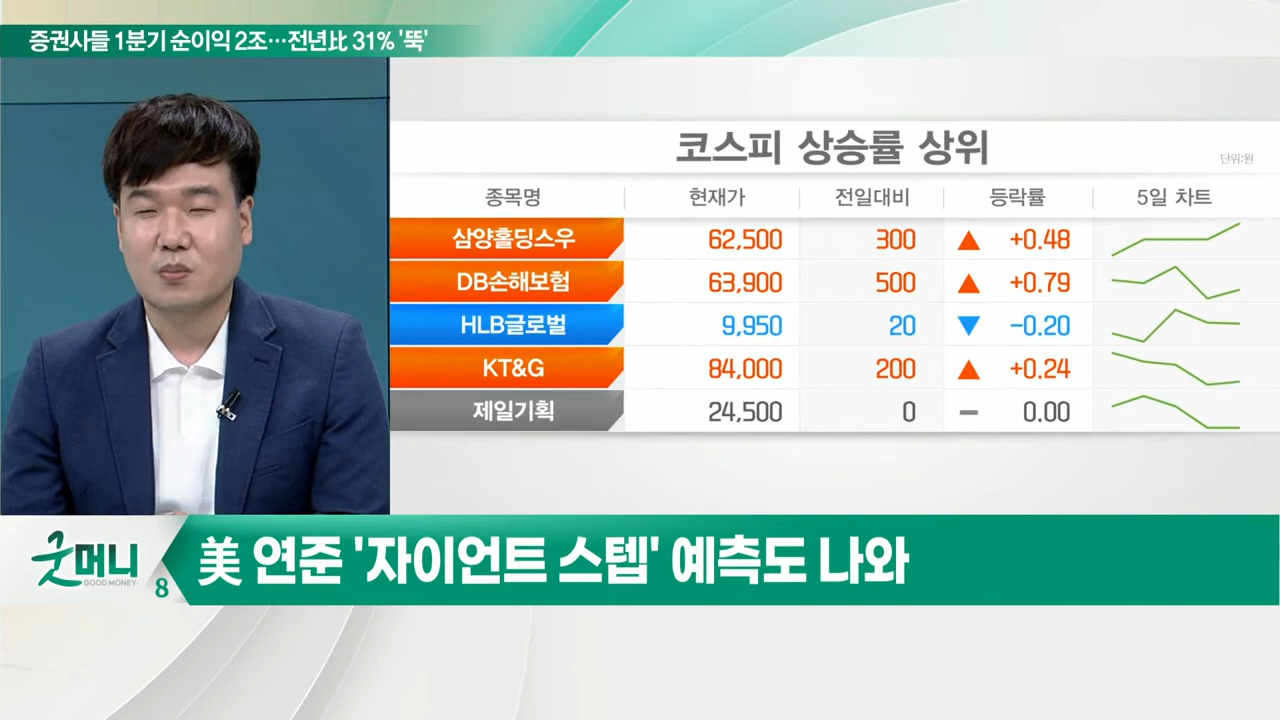 증권사들 1분기 순이익 2조…전년比 31% '뚝'
코스피 상승률 상위
단위:원
종목명 현재가 전일대비 등락률 5일 차트
삼양홀딩스우 62,500 300 ▲ +0.48
DB손해보험 63,900 500 ▲ +0.79
HLB글로벌 9,950 20 ▼ -0.20
KT&G 84,000 200 ▲ +0.24
제일기획 24,500 0 – 0.00
굿머니
GOOD MONEY
8
美 연준 '자이언트 스텝' 예측도 나와